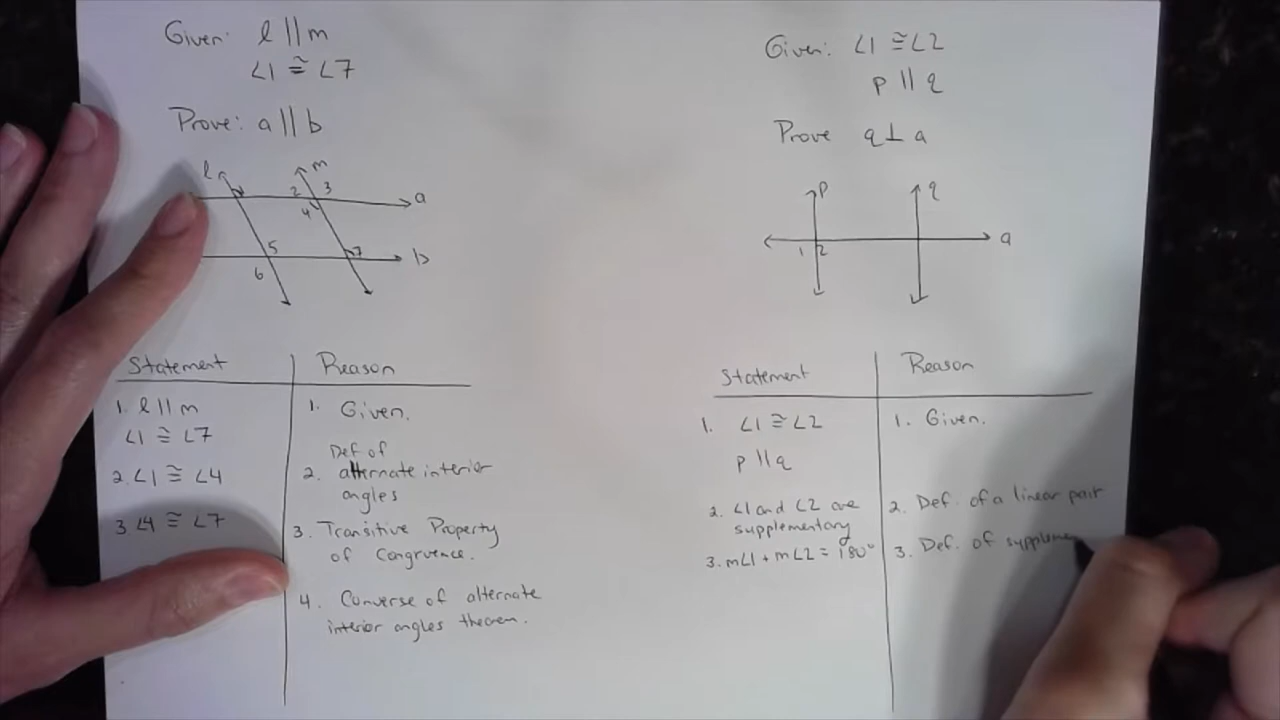 Given: l || m
∠1 ≅ ∠7
Prove: a || b
l
m
2
3
a
4
5
7
b
6
Statement
Reason
1. l || m
∠1 ≅ ∠7
1. Given.
2. ∠1 ≅ ∠4
Def of
2. alternate interior
angles
3 ∠4 ≅ ∠7
3. Transitive Property
of Congruence.
4. Converse of alternate
interior angles theorem.
Given: ∠1 ≅ ∠2
p || q
Prove q ⊥ a
p
q
a
1
2
Statement
Reason
1. ∠1 ≅ ∠2
p || q
1. Given.
2. ∠1 and ∠2 are
supplementary
2. Def. of a linear pair
3. m∠1 + m∠2 = 180°
3. Def. of supplemen